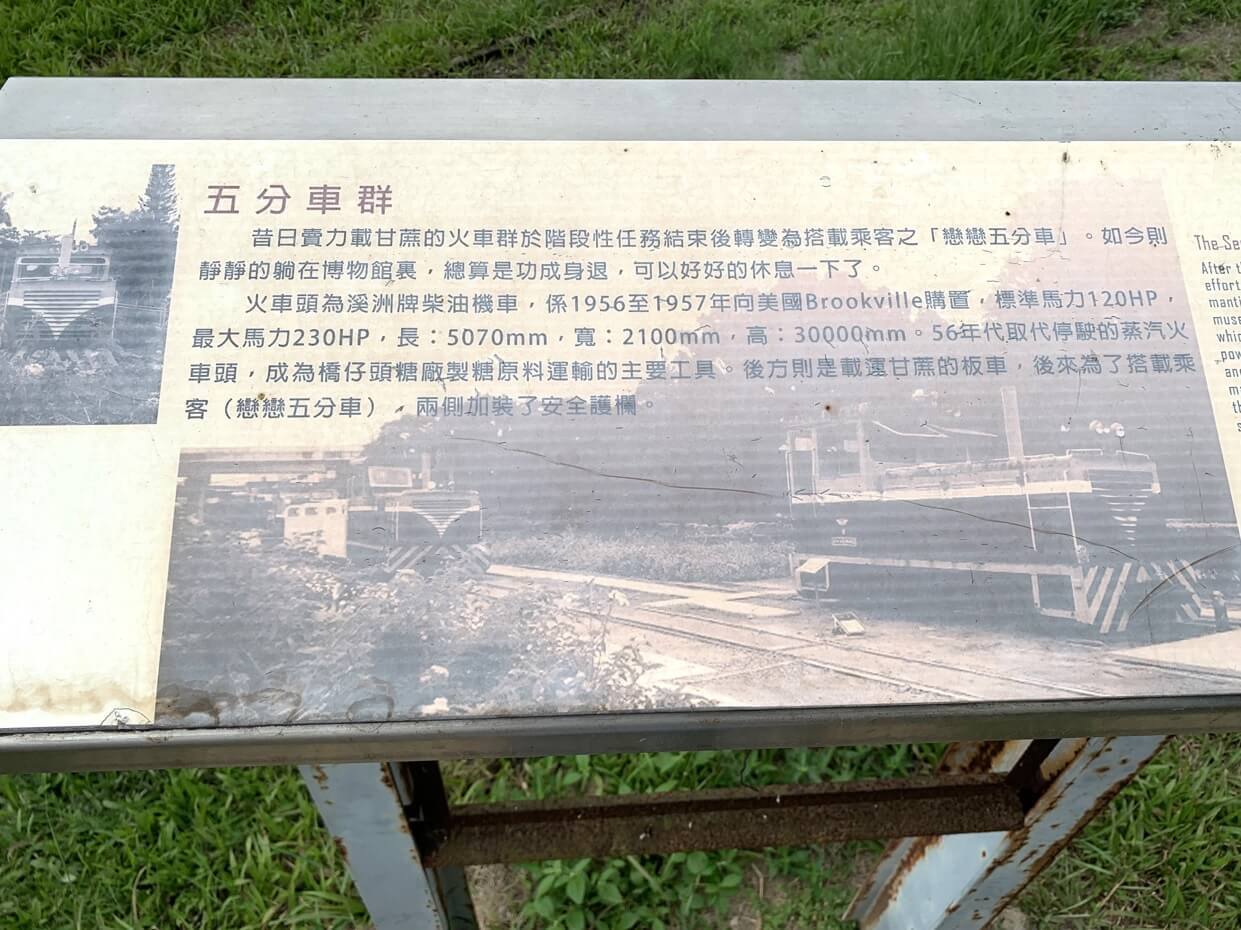 五分車群
昔日賣力載甘蔗的火車群於階段性任務結束後轉變為搭載乘客之「戀戀五分車」。如今則
靜靜的躺在博物館裏，總算是功成身退，可以好好的休息一下了。
火車頭為溪洲牌柴油機車，係1956至1957年向美國Brookville購置，標準馬力120HP，
最大馬力230HP，長：5070mm，寬：2100mm，高：30000mm。56年代取代停駛的蒸汽火
車頭，成為橋仔頭糖廠製糖原料運輸的主要工具。後方則是載運甘蔗的板車，後來為了搭載乘
客（戀戀五分車），兩側加裝了安全護欄。
The
After
effort
muse